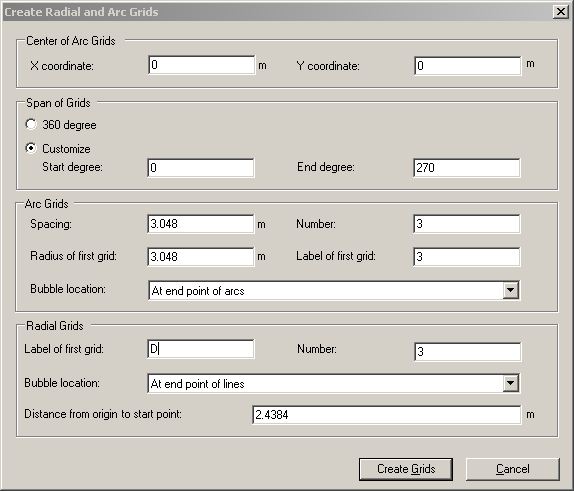 Create Radial and Arc Grids
Center of Arc Grids
X coordinate: 0 m Y coordinate: 0 m
Span of Grids
360 degree
Customize
Start degree: 0 End degree: 270
Arc Grids
Spacing: 3.048 m Number: 3
Radius of first grid: 3.048 m Label of first grid: 3
Bubble location: At end point of arcs
Radial Grids
Label of first grid: D Number: 3
Bubble location: At end point of lines
Distance from origin to start point: 2.4384 m
Create Grids Cancel